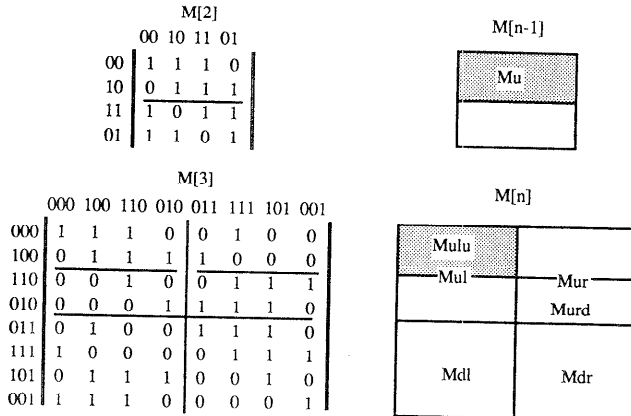 M[2]
00 10 11 01
00 1 1 1 0
10 0 1 1 1
11 1 0 1 1
01 1 1 0 1
M[n-1]
Mu
M[3]
000 100 110 010 011 111 101 001
000 1 1 1 0 0 1 0 0
100 0 1 1 1 1 0 0 0
110 0 0 1 0 0 1 1 1
010 0 0 0 1 1 1 1 0
011 0 1 0 0 1 1 1 0
111 1 0 0 0 0 1 1 1
101 0 1 1 1 0 0 1 0
001 1 1 1 0 0 0 0 1
M[n]
Mulu
Mul Mur
Murd
Mdl Mdr